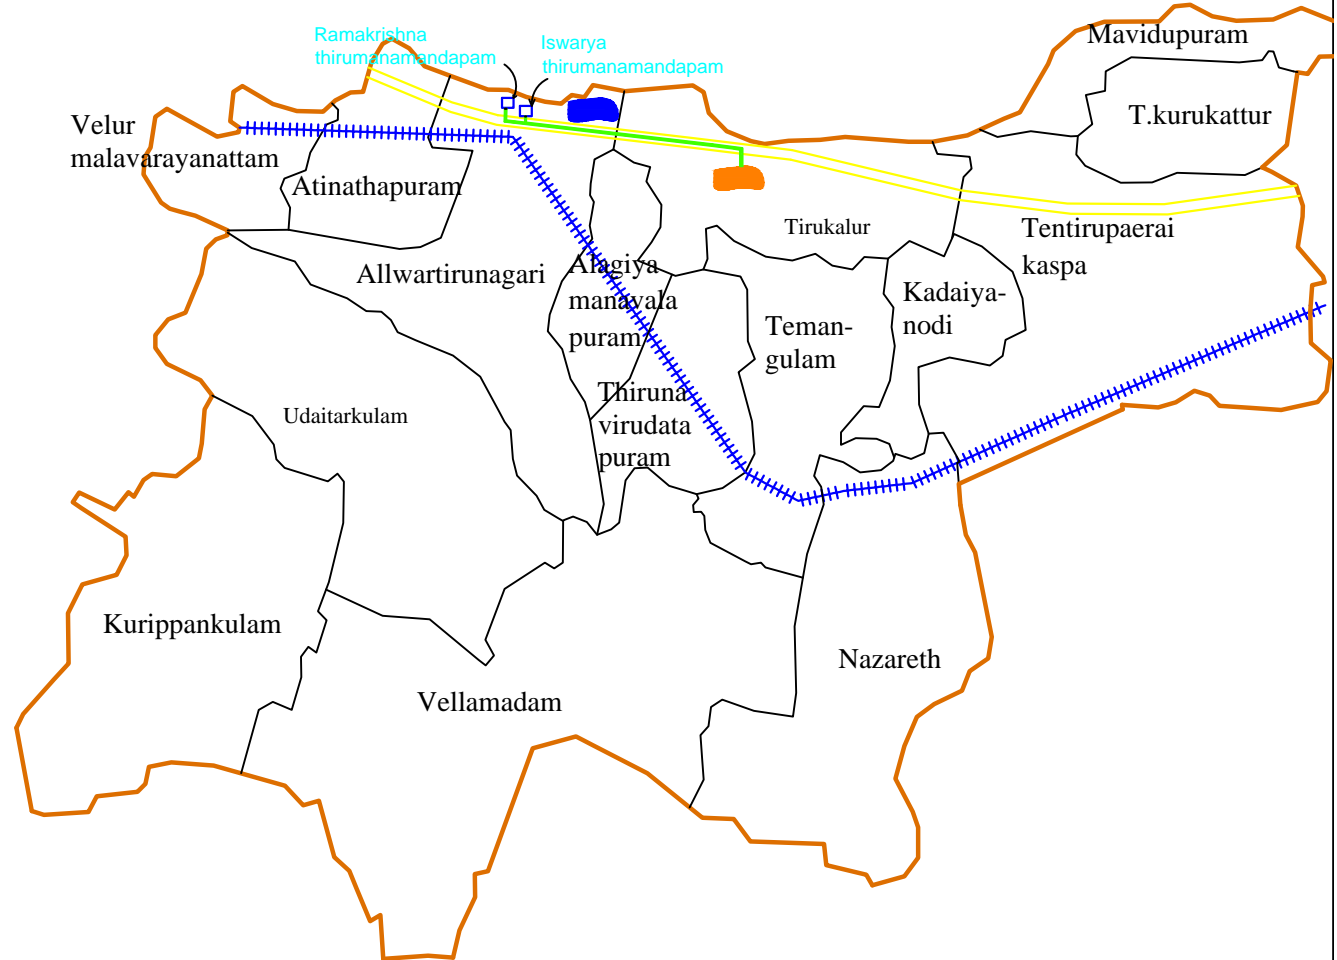 Ramakrishna
thirumanamandapam
Iswarya
thirumanamandapam
Mavidupuram
T.kurukattur
Velur
malavarayanattam
Atinathapuram
Tirukalur
Tentirupaerai
kaspa
Allwartirunagari
Alagiya
manavala
puram
Kadaiya-
nodi
Teman-
gulam
Thiruna
virudata
puram
Udaitarkulam
Kurippankulam
Nazareth
Vellamadam